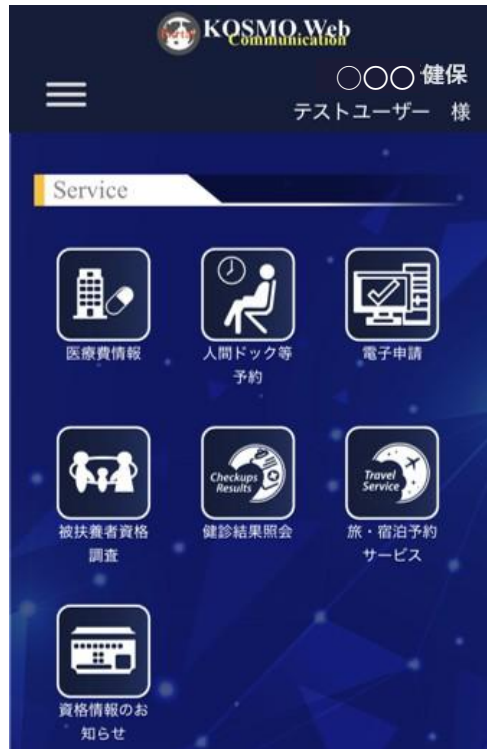 Portal
KOSMO Web
Communication
○○○健保
テストユーザー　様
Service
医療費情報
人間ドック等
予約
電子申請
被扶養者資格
調査
Checkups
Results
健診結果照会
Travel
Service
旅・宿泊予約
サービス
資格情報のお
知らせ